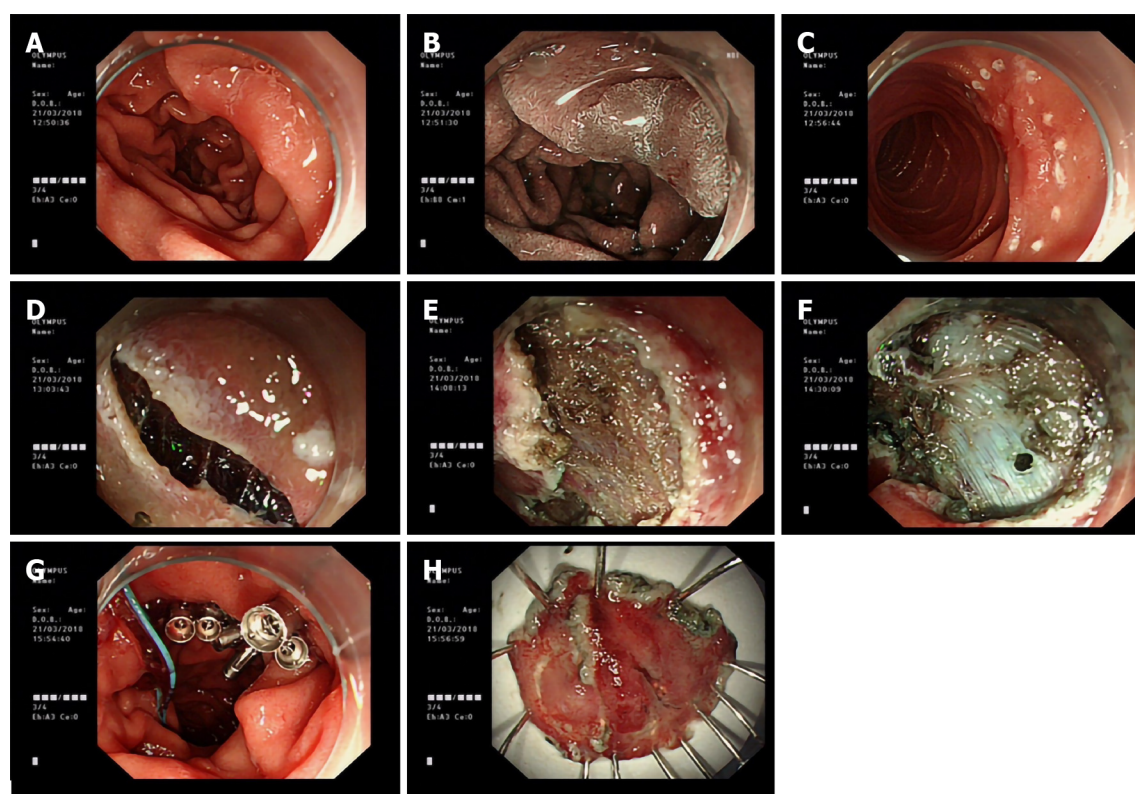 A
OLYMPUS
Name:
Sex: Age:
D.O.B.:
21/03/2018
12:50:36
3/4
Eh:A3 Ce:0
B
OLYMPUS
Name:
NBI
Sex: Age:
D.O.B.:
21/03/2018
12:51:30
3/4
Eh:B8 Cm:1
C
OLYMPUS
Name:
Sex: Age:
D.O.B.:
21/03/2018
12:56:44
3/4
Eh:A3 Ce:0
D
OLYMPUS
Name:
Sex: Age:
D.O.B.:
21/03/2018
13:03:43
3/4
Eh:A3 Ce:0
E
OLYMPUS
Name:
Sex: Age:
D.O.B.:
21/03/2018
14:08:13
3/4
Eh:A3 Ce:0
F
OLYMPUS
Name:
Sex: Age:
D.O.B.:
21/03/2018
14:30:09
3/4
Eh:A3 Ce:0
G
OLYMPUS
Name:
Sex: Age:
D.O.B.:
21/03/2018
15:54:40
3/4
Eh:A3 Ce:0
H
OLYMPUS
Name:
Sex: Age:
D.O.B.:
21/03/2018
15:56:59
3/4
Eh:A3 Ce:0